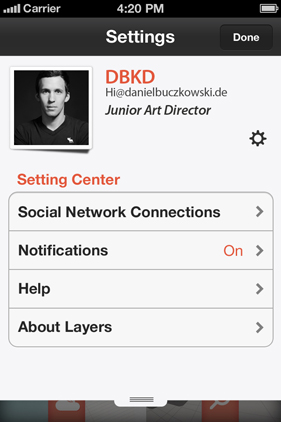 Carrier 4:20 PM
Settings Done
DBKD
Hi@danielbuczkowski.de
Junior Art Director
Setting Center
Social Network Connections
Notifications On
Help
About Layers